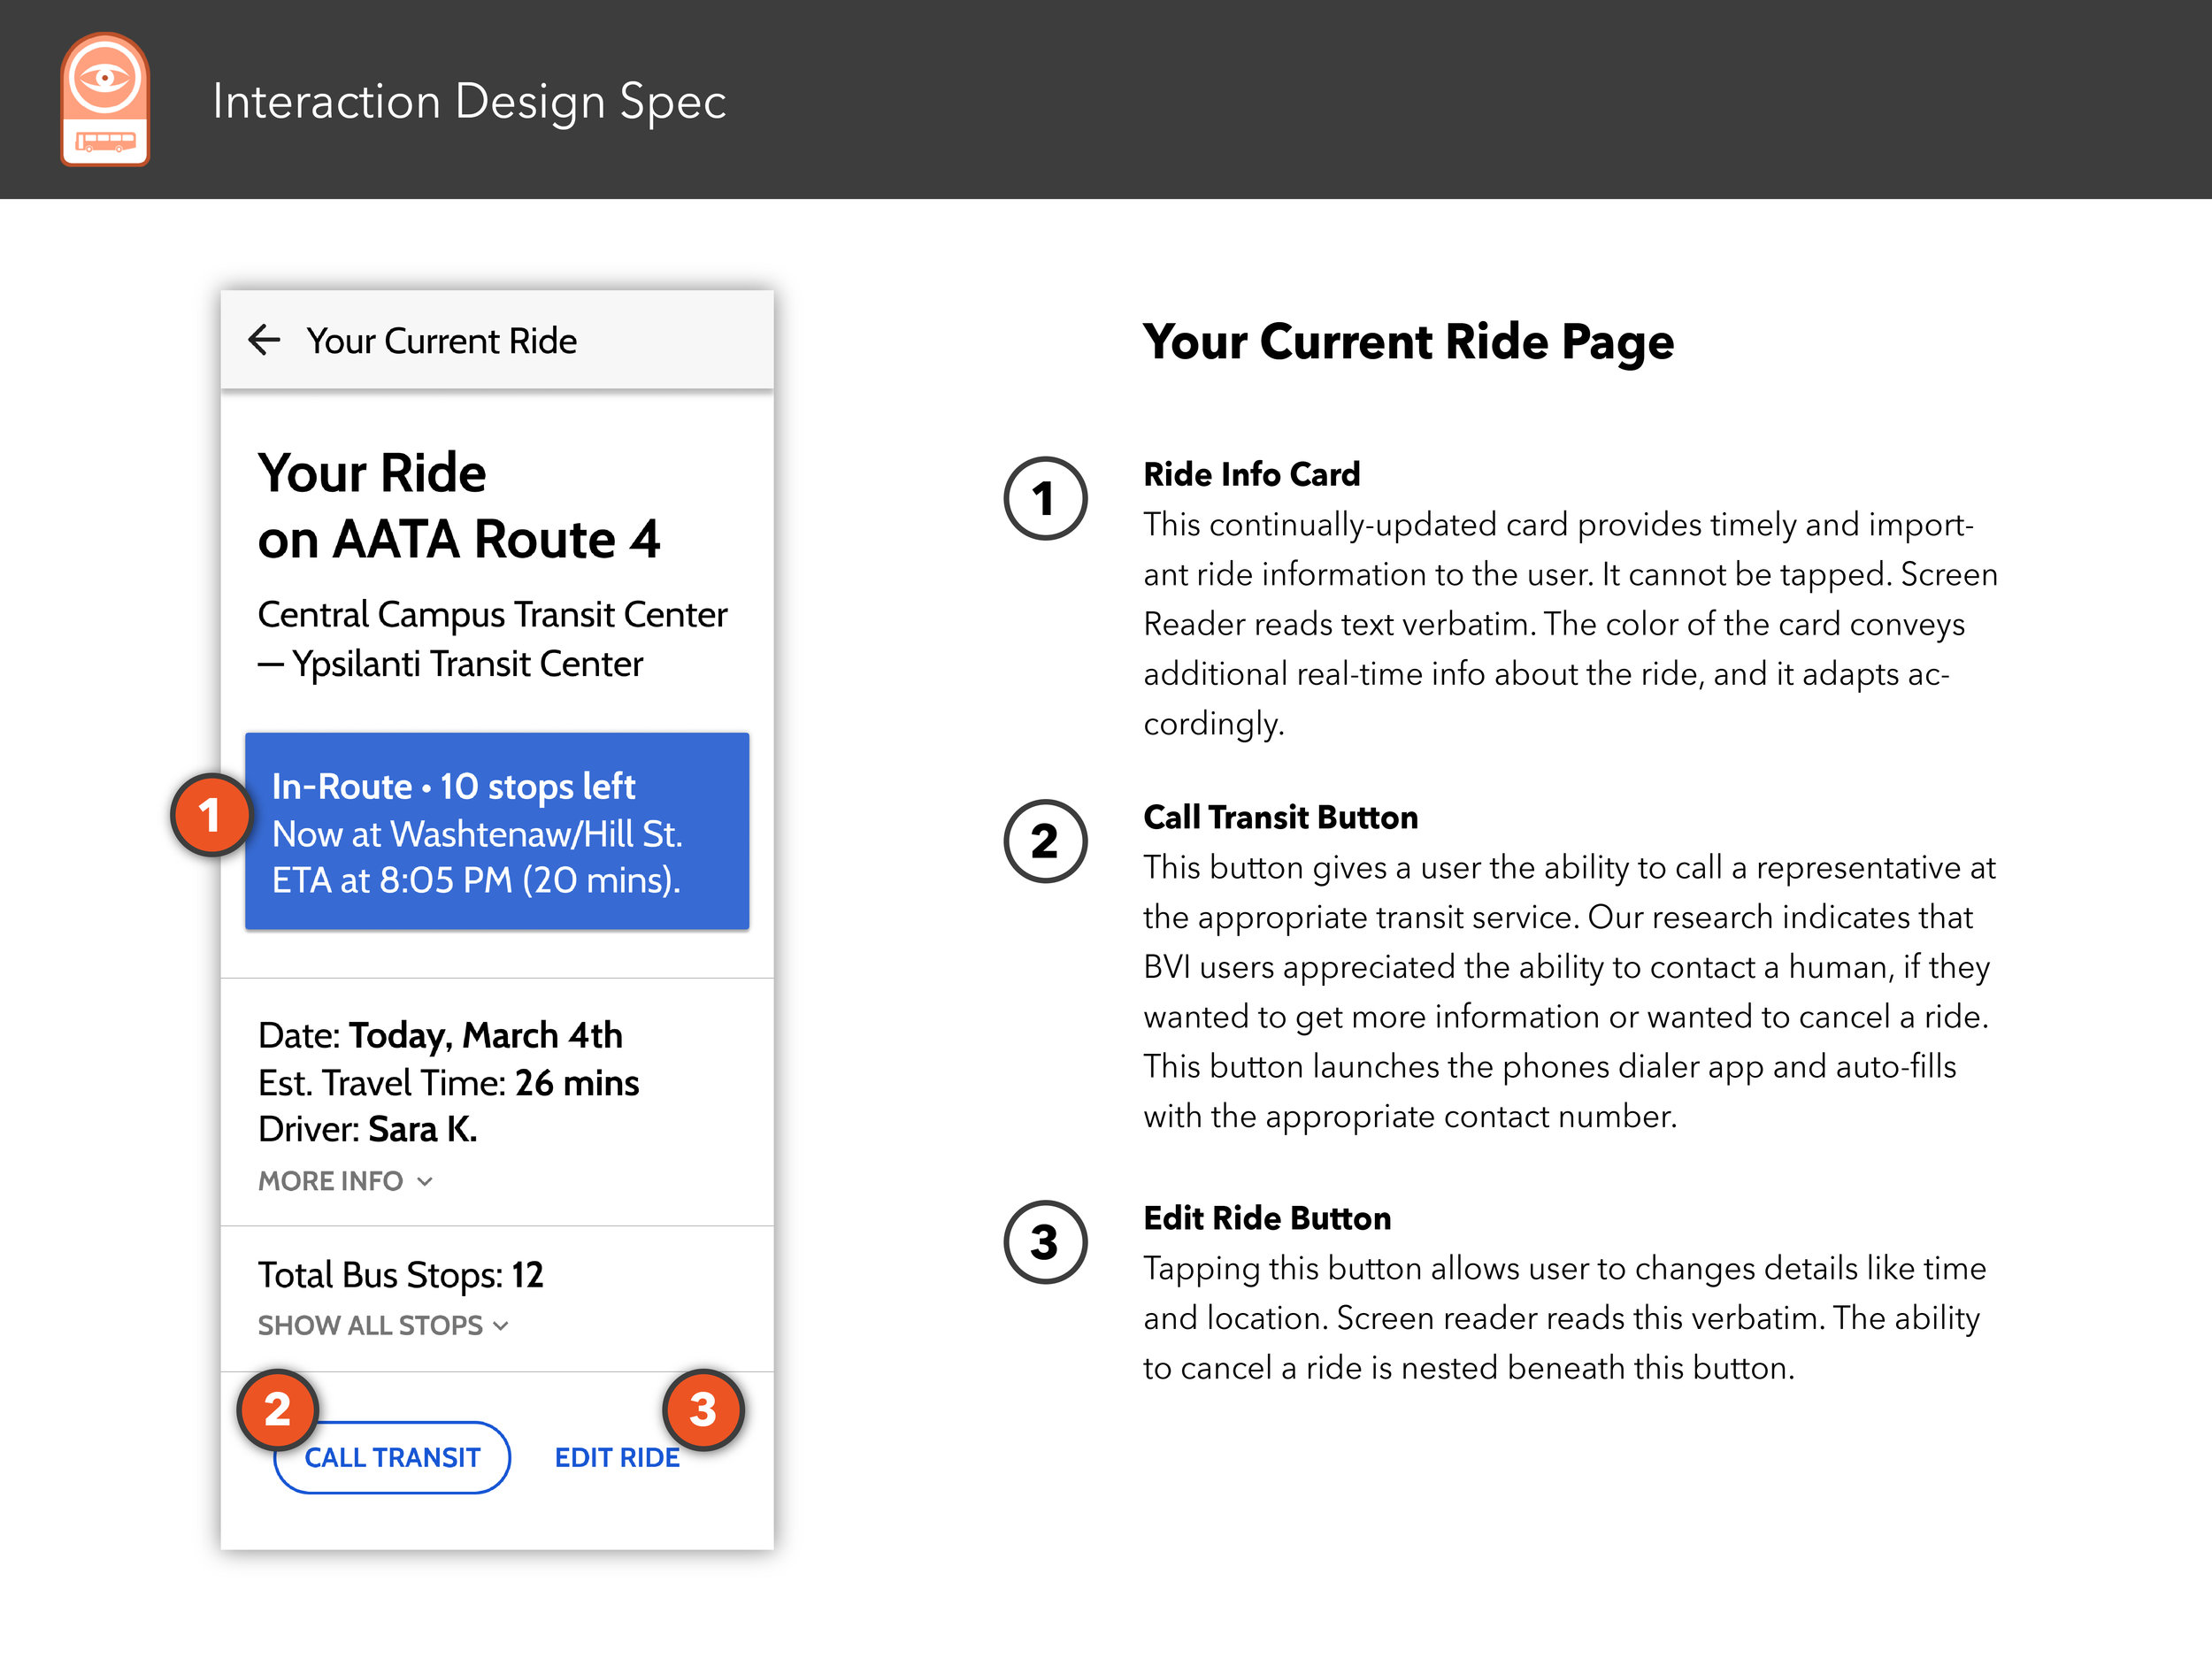 Interaction Design Spec
Your Current Ride
Your Ride
on AATA Route 4
Central Campus Transit Center
— Ypsilanti Transit Center
1
In-Route • 10 stops left
Now at Washtenaw/Hill St.
ETA at 8:05 PM (20 mins).
Date: Today, March 4th
Est. Travel Time: 26 mins
Driver: Sara K.
MORE INFO
Total Bus Stops: 12
SHOW ALL STOPS
2
3
CALL TRANSIT
EDIT RIDE
Your Current Ride Page
1
Ride Info Card
This continually-updated card provides timely and import-
ant ride information to the user. It cannot be tapped. Screen
Reader reads text verbatim. The color of the card conveys
additional real-time info about the ride, and it adapts ac-
cordingly.
2
Call Transit Button
This button gives a user the ability to call a representative at
the appropriate transit service. Our research indicates that
BVI users appreciated the ability to contact a human, if they
wanted to get more information or wanted to cancel a ride.
This button launches the phones dialer app and auto-fills
with the appropriate contact number.
3
Edit Ride Button
Tapping this button allows user to changes details like time
and location. Screen reader reads this verbatim. The ability
to cancel a ride is nested beneath this button.